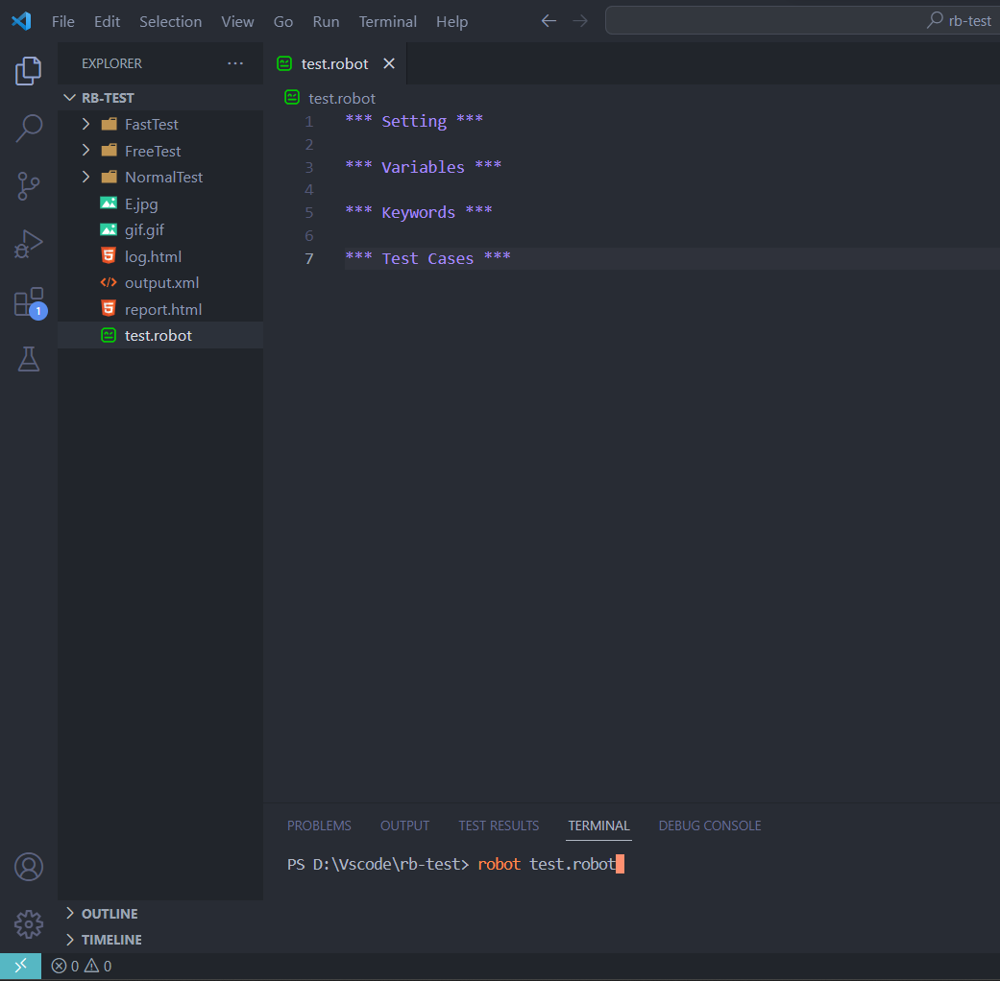 File Edit Selection View Go Run Terminal Help rb-test
EXPLORER ···
test.robot
RB-TEST
FastTest
FreeTest
NormalTest
E.jpg
gif.gif
log.html
output.xml
report.html
test.robot
1
test.robot
1 *** Setting ***
2
3 *** Variables ***
4
5 *** Keywords ***
6
7 *** Test Cases ***
PROBLEMS OUTPUT TEST RESULTS TERMINAL DEBUG CONSOLE
PS D:\Vscode\rb-test> robot test.robot
OUTLINE
TIMELINE
0 0